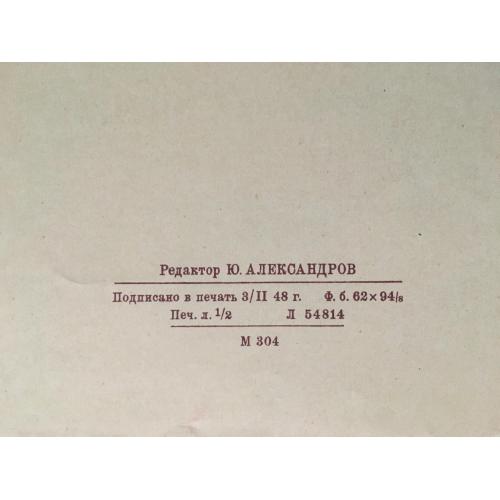 Редактор Ю. АЛЕКСАНДРОВ
Подписано в печать 3/II 48 г. Ф. б. 62×94/8
Печ. л. 1/2 Л 54814
М 304